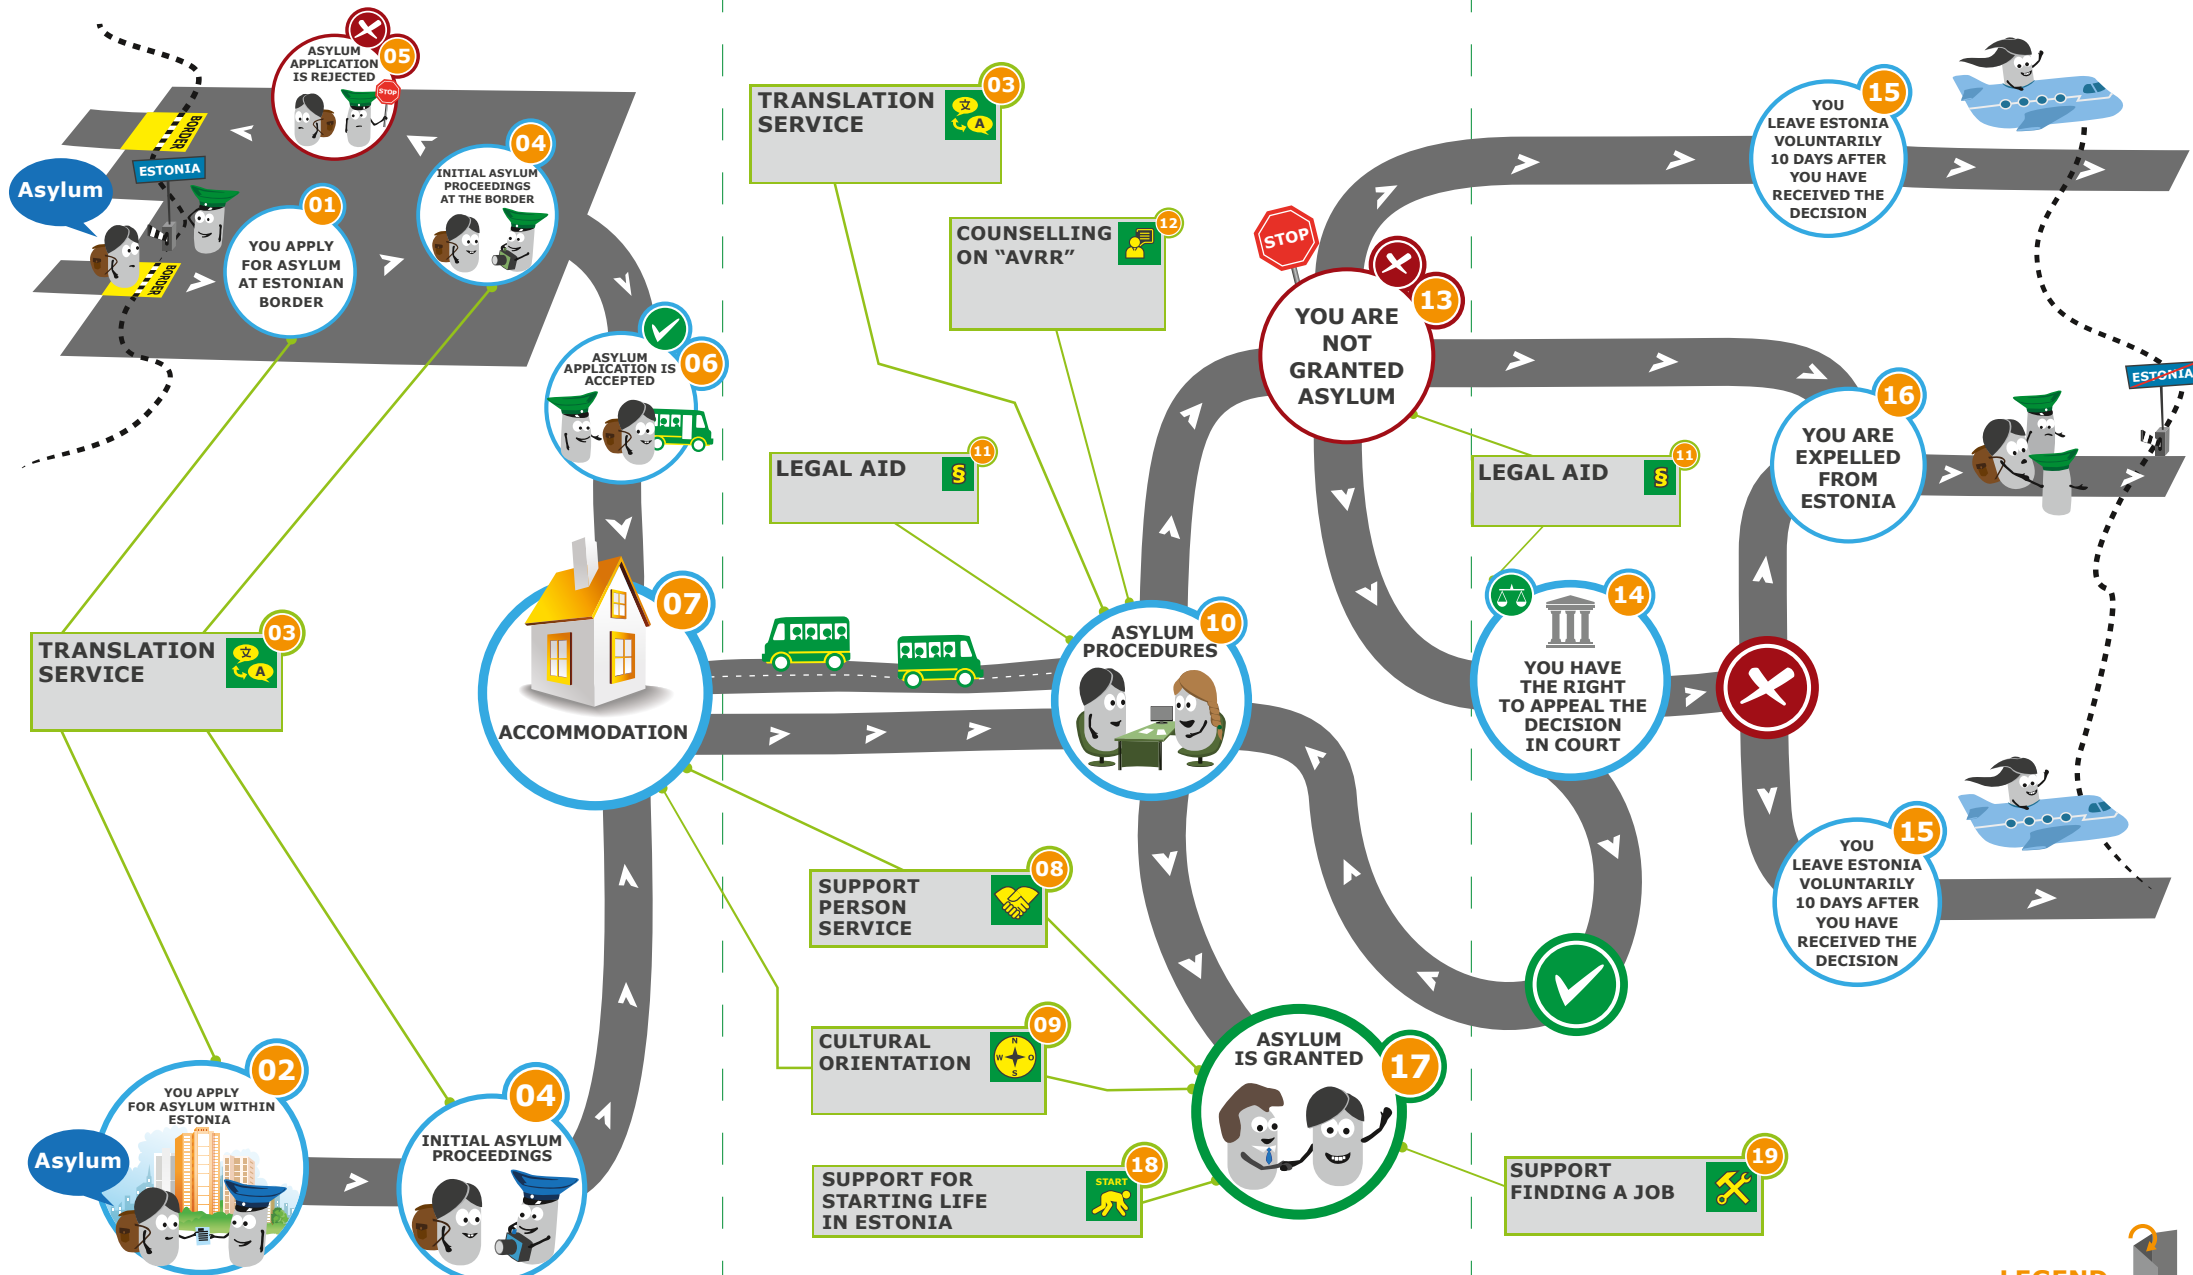 ASYLUM
APPLICATION
IS REJECTED
05
STOP
BORDER
ESTONIA
Asylum
01
YOU APPLY
FOR ASYLUM
AT ESTONIAN
BORDER
BORDER
04
INITIAL ASYLUM
PROCEEDINGS
AT THE BORDER
06
ASYLUM
APPLICATION IS
ACCEPTED
TRANSLATION
SERVICE
03
文
A
07
ACCOMMODATION
02
YOU APPLY
FOR ASYLUM WITHIN
ESTONIA
Asylum
04
INITIAL ASYLUM
PROCEEDINGS
TRANSLATION
SERVICE
03
文
A
COUNSELLING
ON “AVRR”
12
LEGAL AID
11
§
10
ASYLUM
PROCEDURES
SUPPORT
PERSON
SERVICE
08
CULTURAL
ORIENTATION
09
N
W O
S
SUPPORT FOR
STARTING LIFE
IN ESTONIA
18
START
ASYLUM
IS GRANTED
17
SUPPORT
FINDING A JOB
19
STOP
13
YOU ARE
NOT
GRANTED
ASYLUM
LEGAL AID
11
§
14
YOU HAVE
THE RIGHT
TO APPEAL THE
DECISION
IN COURT
15
YOU
LEAVE ESTONIA
VOLUNTARILY
10 DAYS AFTER
YOU HAVE
RECEIVED THE
DECISION
16
YOU ARE
EXPELLED
FROM
ESTONIA
ESTONIA
15
YOU
LEAVE ESTONIA
VOLUNTARILY
10 DAYS AFTER
YOU HAVE
RECEIVED THE
DECISION
LEGEND